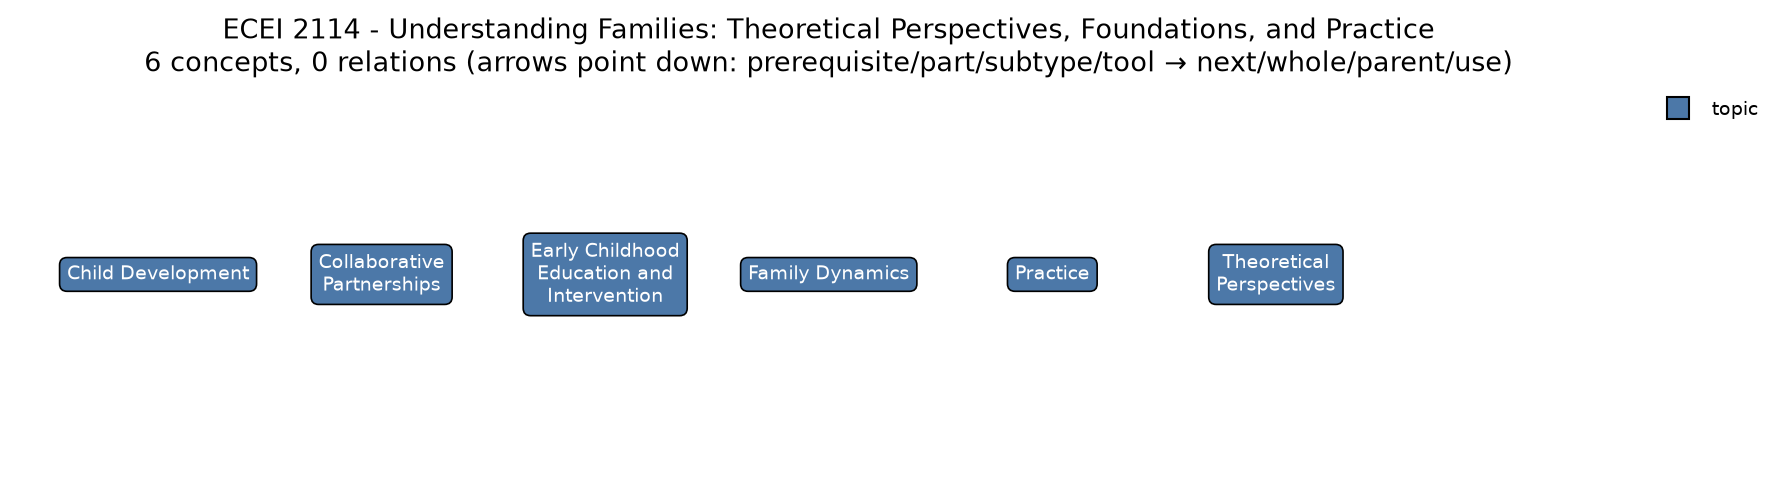 ECEI 2114 - Understanding Families: Theoretical Perspectives, Foundations, and Practice
6 concepts, 0 relations (arrows point down: prerequisite/part/subtype/tool → next/whole/parent/use)
topic
Child Development
Collaborative
Partnerships
Early Childhood
Education and
Intervention
Family Dynamics
Practice
Theoretical
Perspectives